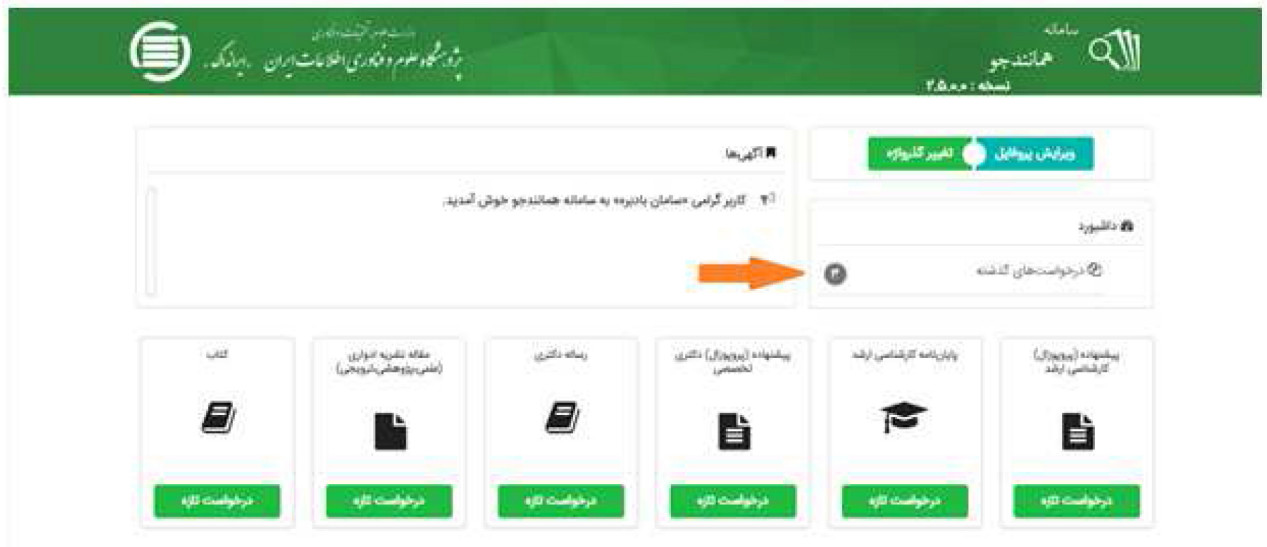 سامانه
همانندجو
نسخه : ۲.۵.۰.۰
وزارت علوم، تحقیقات و فناوری
پژوهشگاه علوم و فناوری اطلاعات ایران . ایرانداک .
ویرایش پروفایل
تغییر گذرواژه
آگهی‌ها
کاربر گرامی «سامان بادبره» به سامانه همانندجو خوش آمدید.
داشبورد
درخواست‌های گذشته
پیشنهاده (پروپوزال)
کارشناسی ارشد
درخواست تازه
پایان‌نامه کارشناسی ارشد
درخواست تازه
پیشنهاده (پروپوزال) دکتری
تخصصی
درخواست تازه
رساله دکتری
درخواست تازه
مقاله نشریه ادواری
(علمی-پژوهشی،ترویجی)
درخواست تازه
کتاب
درخواست تازه